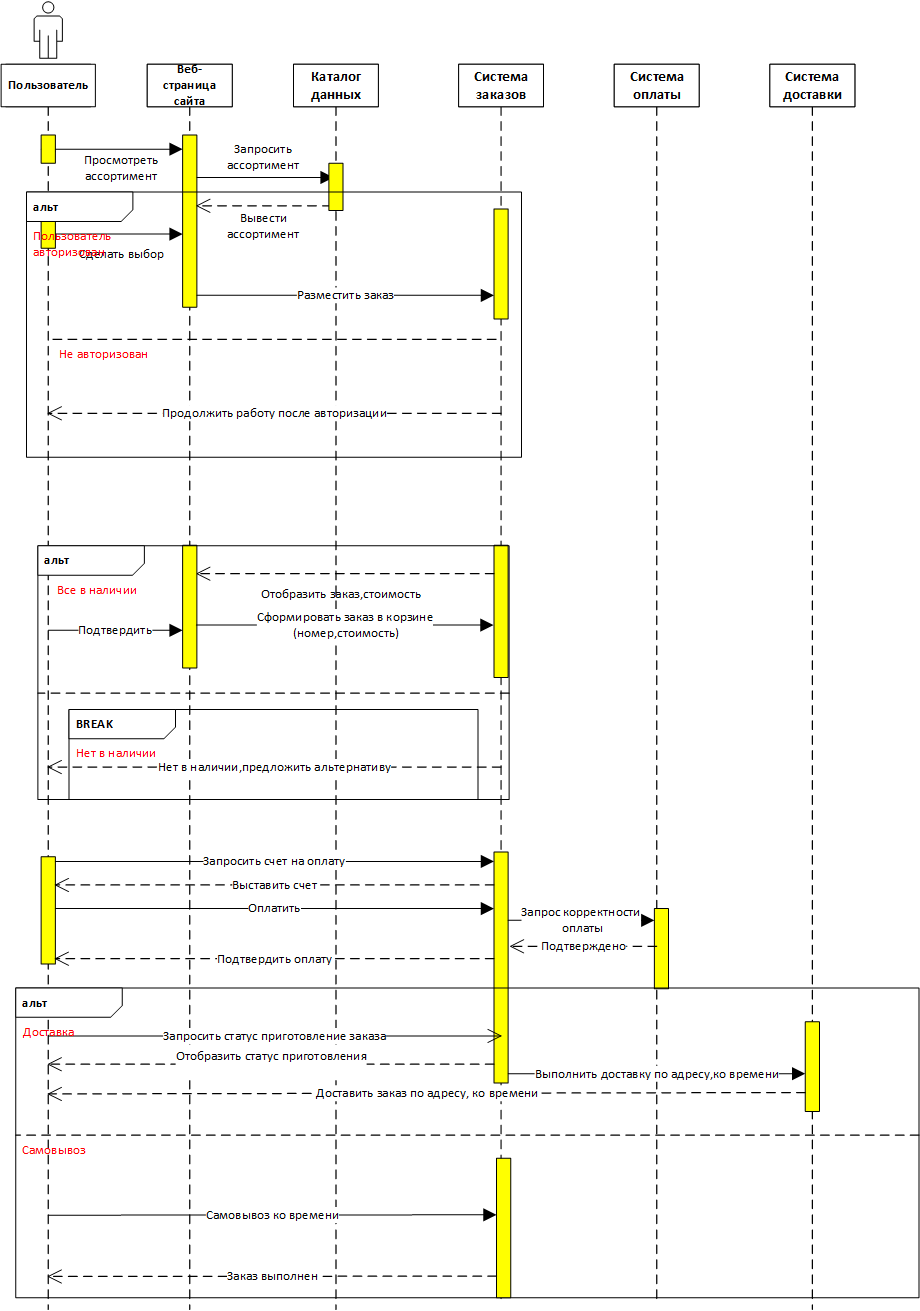 Пользователь
Веб-
страница
сайта
Каталог
данных
Система
заказов
Система
оплаты
Система
доставки
Просмотреть
ассортимент
Запросить
ассортимент
альт
Вывести
ассортимент
Пользователь
авторизован
Сделать выбор
Разместить заказ
Не авторизован
Продолжить работу после авторизации
альт
Все в наличии
Отобразить заказ,стоимость
Сформировать заказ в корзине
(номер,стоимость)
Подтвердить
BREAK
Нет в наличии
Нет в наличии,предложить альтернативу
Запросить счет на оплату
Выставить счет
Оплатить
Запрос корректности
оплаты
Подтверждено
Подтвердить оплату
альт
Доставка
Запросить статус приготовление заказа
Отобразить статус приготовления
Выполнить доставку по адресу,ко времени
Доставить заказ по адресу, ко времени
Самовывоз
Самовывоз ко времени
Заказ выполнен